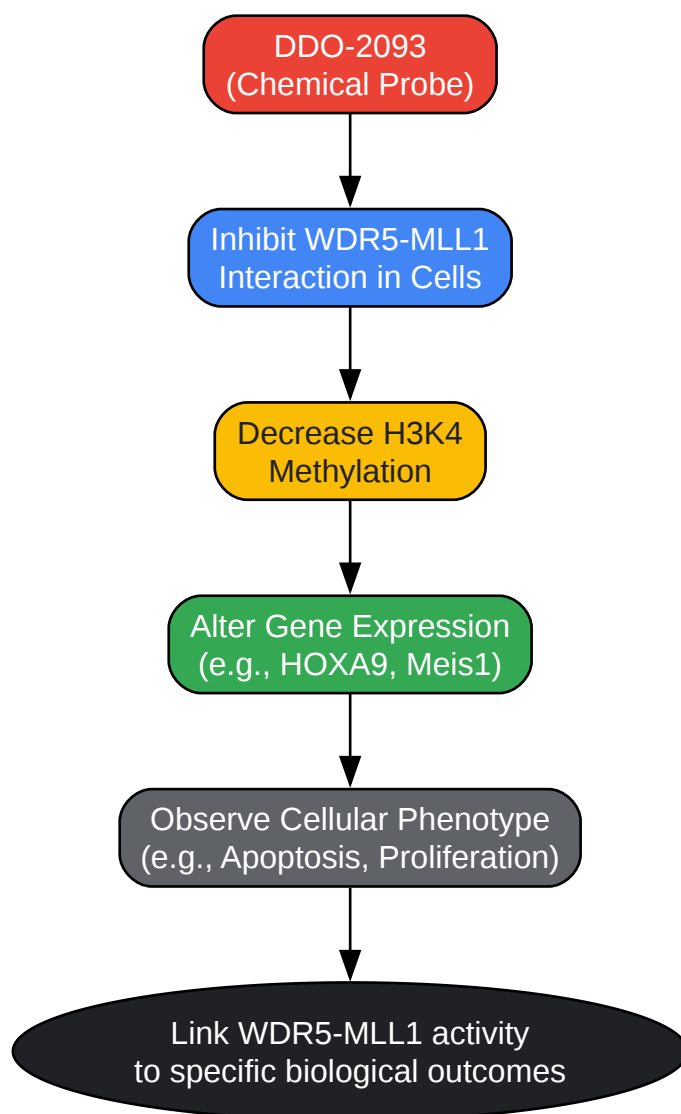 DDO-2093
(Chemical Probe)
Inhibit WDR5-MLL1
Interaction in Cells
Decrease H3K4
Methylation
Alter Gene Expression
(e.g., HOXA9, Meis1)
Observe Cellular Phenotype
(e.g., Apoptosis, Proliferation)
Link WDR5-MLL1 activity
to specific biological outcomes